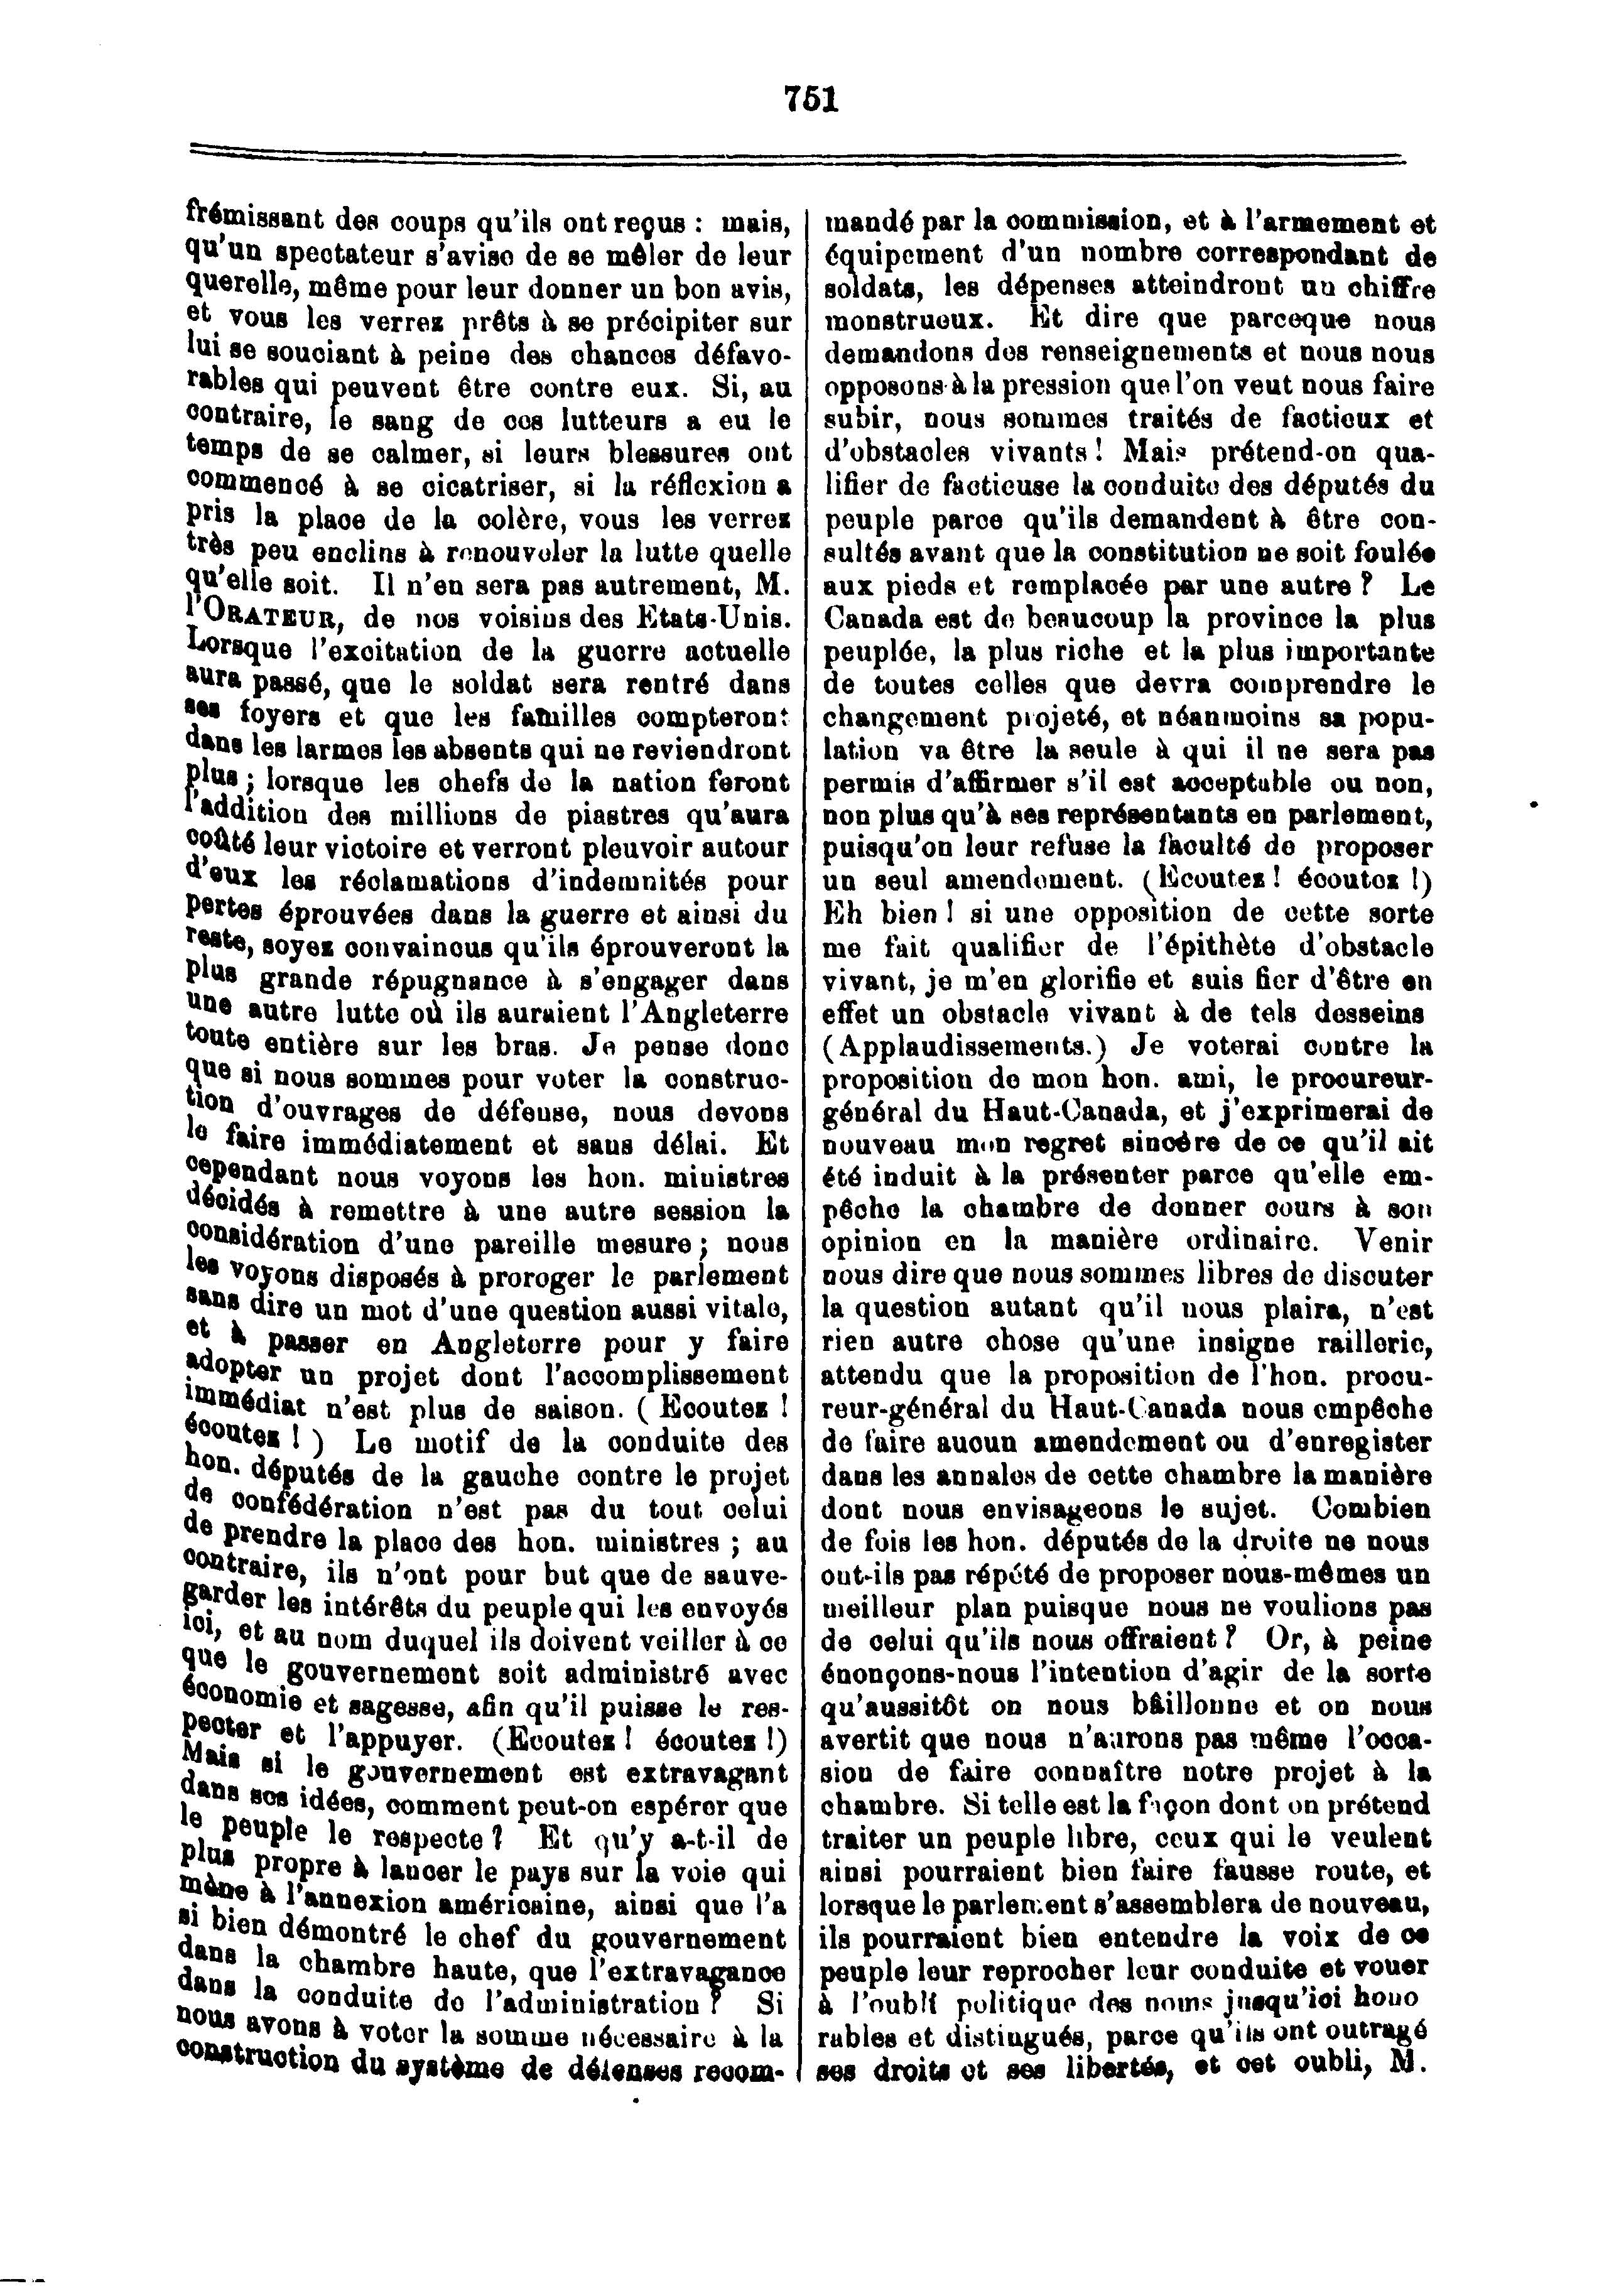 751
frémissant des coups qu'ils ont reçus : mais,
qu'un spectateur s'avise de se mêler de leur
querelle, même pour leur donner un bon avis,
et vous les verrez prêts à se précipiter sur
lui se souciant à peine des chances défavo-
rables qui peuvent être contre eux. Si, au
contraire, le sang de ces lutteurs a eu le
temps de se calmer, si leurs blessures ont
commencé à se cicatriser, si la réflexion a
pris la place de la colère, vous les verrez
très peu enclins à renouveler la lutte quelle
qu'elle soit. Il n'en sera pas autrement, M.
l'ORATEUR, de nos voisins des Etats-Unis.
Lorsque l'excitation de la guerre actuelle
aura passé, que le soldat sera rentré dans
ses foyers et que les familles compteront
dans les larmes les absents qui ne reviendront
plus ; lorsque les chefs de la nation feront
l'addition des millions de piastres qu'aura
coûté leur victoire et verront pleuvoir autour
d'eux les réclamations d'indemnités pour
pertes éprouvées dans la guerre et ainsi du
reste, soyez convaincus qu'ils éprouveront la
plus grande répugnance à s'engager dans
une autre lutte où ils auraient l'Angleterre
toute entière sur les bras. Je pense donc
que si nous sommes pour voter la construc-
tion d'ouvrages de défense, nous devons
le faire immédiatement et sans délai. Et
cependant nous voyons les hon. ministres
décidés à remettre à une autre session la
considération d'une pareille mesure ; nous
les voyons disposés à proroger le parlement
sans dire un mot d'une question aussi vitale,
et à passer en Angleterre pour y faire
adopter un projet dont l'accomplissement
immédiat n'est plus de saison. (Ecoutez !
écoutez !) Le motif de la conduite des
hon. députés de la gauche contre le projet
de confédération n'est pas du tout celui
de prendre la place des hon. ministres ; au
contraire, ils n'ont pour but que de sauve-
garder les intérêts du peuple qui les envoyés
ici, et au nom duquel ils doivent veiller à ce
que le gouvernement soit administré avec
économie et sagesse, afin qu'il puisse le res-
pecter et l'appuyer. (Ecoutez ! écoutez !)
Mais si le gouvernement est extravagant
dans ses idées, comment peut-on espérer que
le peuple le respecte ? Et qu'y a-t-il de
plus propre à lancer le pays sur la voie qui
mène à l'annexion américaine, ainsi que l'a
si bien démontré le chef du gouvernement
dans la chambre haute, que l'extravagance
dans la conduite de l'administration ? Si
nous avons à voter la somme nécessaire à la
construction du système de défenses recom-
mandé par la commission, et à l'armement et
équipement d'un nombre correspondant de
soldats, les dépenses atteindront un chiffre
monstrueux. Et dire que parceque nous
demandons des renseignements et nous nous
opposons à la pression que l'on veut nous faire
subir, nous sommes traités de factieux et
d'obstacles vivants ! Mais prétend-on qua-
lifier de factieuse la conduite des députés du
peuple parce qu'ils demandent à être con-
sultés avant que la constitution ne soit foulée
aux pieds et remplacée par une autre ? Le
Canada est de beaucoup la province la plus
peuplée, la plus riche et la plus importante
de toutes celles que devra comprendre le
changement projeté, et néanmoins sa popu-
lation va être la seule à qui il ne sera pas
permis d'affirmer s'il est acceptable ou non,
non plus qu'à ses représentants en parlement,
puisqu'on leur refuse la faculté de proposer
un seul amendement. (Ecoutez ! écoutez !)
Eh bien ! si une opposition de cette sorte
me fait qualifier de l'épithète d'obstacle
vivant, je m'en glorifie et suis fier d'être en
effet un obstacle vivant à de tels desseins
(Applaudissements.) Je voterai contre la
proposition de mon hon. ami, le procureur-
général du Haut-Canada, et j'exprimerai de
nouveau mon regret sincère de ce qu'il ait
été induit à la présenter parce qu'elle em-
pêche la chambre de donner cours à son
opinion en la manière ordinaire. Venir
nous dire que nous sommes libres de discuter
la question autant qu'il nous plaira, n'est
rien autre chose qu'une insigne raillerie,
attendu que la proposition de l'hon. procu-
reur-général du Haut-Canada nous empêche
de faire aucun amendement ou d'enregister
dans les annales de cette chambre la manière
dont nous envisageons le sujet. Combien
de fois les hon. députés de la droite ne nous
ont-ils pas répété de proposer nous-mêmes un
meilleur plan puisque nous ne voulions pas
de celui qu'ils nous offraient ? Or, à peine
énonçons-nous l'intention d'agir de la sorte
qu'aussitôt on nous bâillonne et on nous
avertit que nous n'aurons pas même l'occa-
sion de faire connaître notre projet à la
chambre. Si telle est la façon dont on prétend
traiter un peuple libre, ceux qui le veulent
ainsi pourraient bien faire fausse route, et
lorsque le parlement s'assemblera de nouveau,
ils pourraient bien entendre la voix de ce
peuple leur reprocher leur conduite et vouer
à l'oubli politique des noms jusqu'ici hono
rables et distingués, parce qu'ils ont outragé
ses droits et ses libertés, et cet oubli, M.